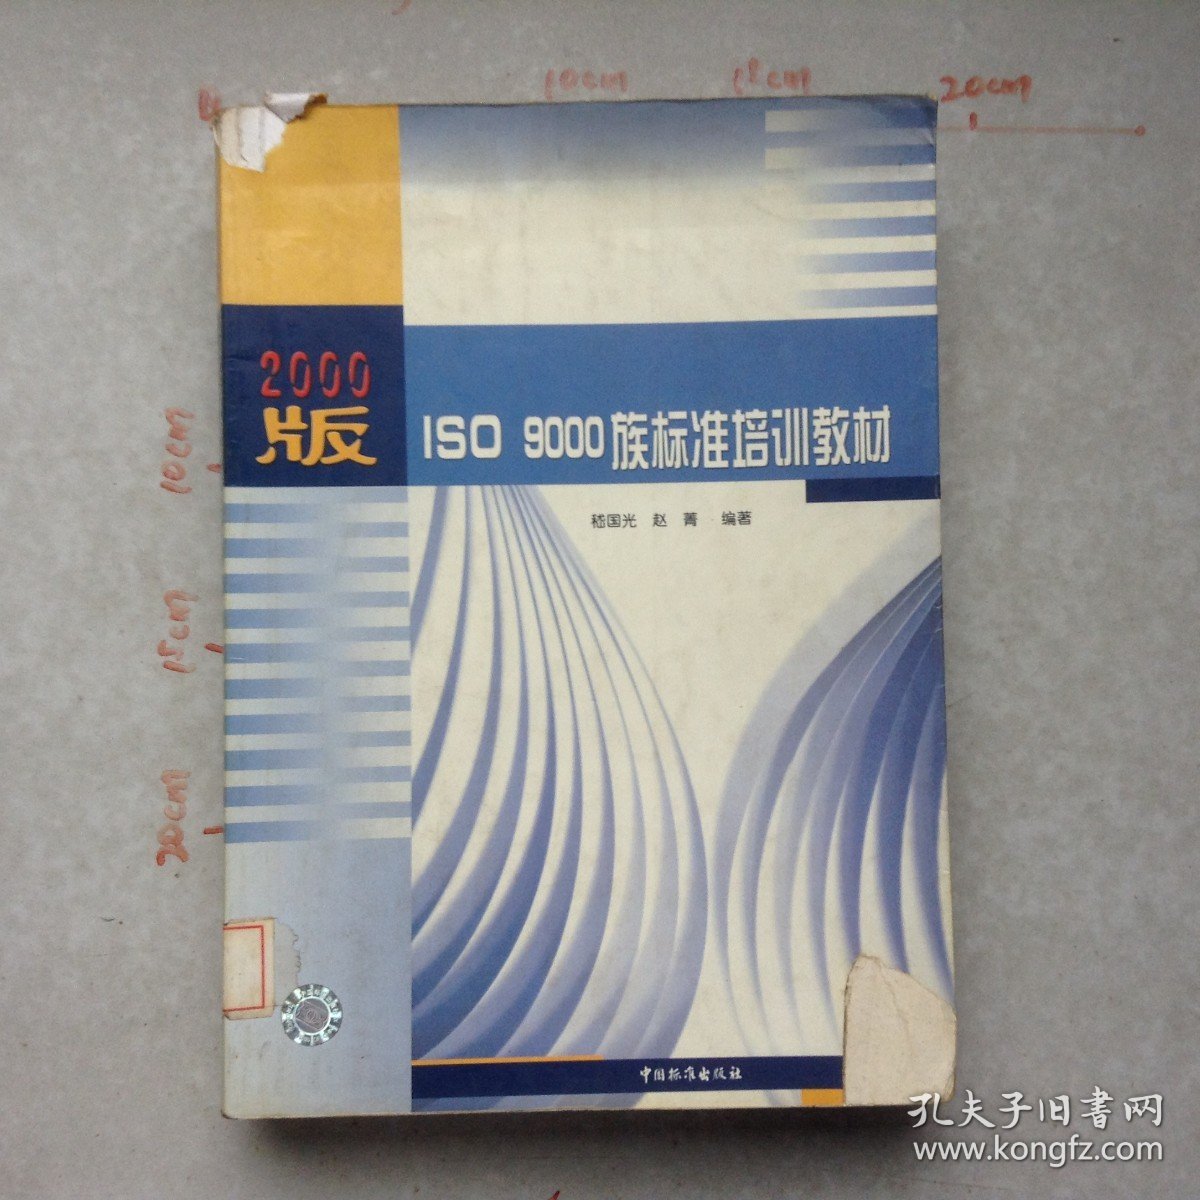 10cm
15cm
20cm
2000
版
ISO 9000族标准培训教材
嵇国光 赵 菁 编著
10cm
15cm
20cm
中国标准出版社
孔夫子旧書网
www.kongfz.com